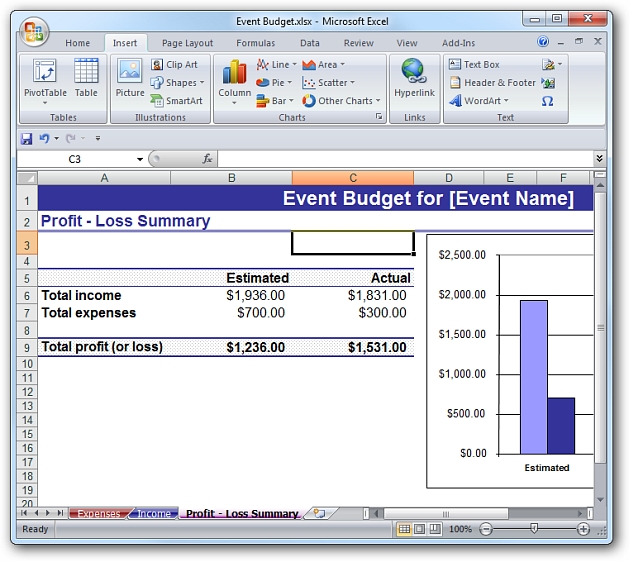 Event Budget.xlsx - Microsoft Excel
Home Insert Page Layout Formulas Data Review View Add-Ins
PivotTable Table Picture Clip Art Shapes SmartArt Column Line Pie Bar Area Scatter Other Charts Hyperlink Text Box Header & Footer WordArt Ω
Tables Illustrations Charts Links Text
C3 fx
A B C D E F
1 Event Budget for [Event Name]
2 Profit - Loss Summary
3
4
5 Estimated Actual
6 Total income $1,936.00 $1,831.00
7 Total expenses $700.00 $300.00
8
9 Total profit (or loss) $1,236.00 $1,531.00
10
11
12
13
14
15
16
17
18
19
20
$2,500.00
$2,000.00
$1,500.00
$1,000.00
$500.00
$0.00
Estimated
Expenses Income Profit - Loss Summary
Ready 100%